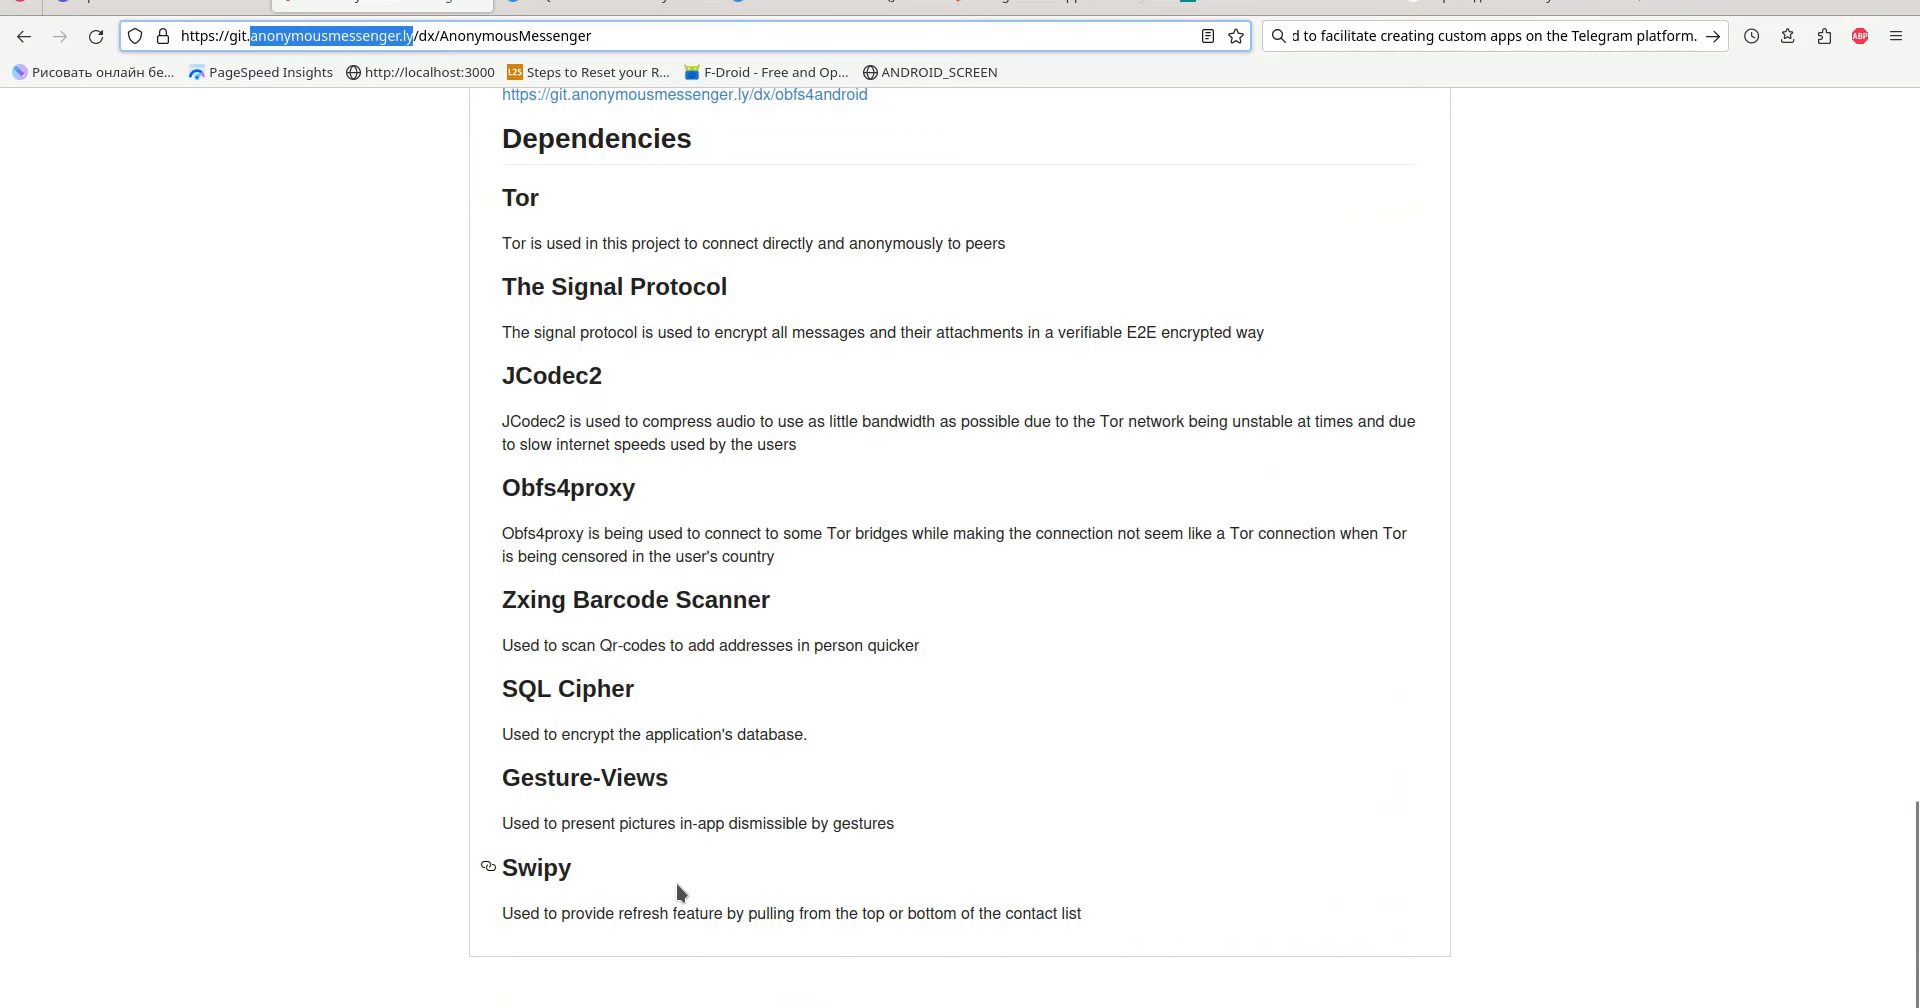 https://git.anonymousmessenger.ly/dx/AnonymousMessenger
d to facilitate creating custom apps on the Telegram platform.
ABP
Рисовать онлайн бе...
PageSpeed Insights
http://localhost:3000
Steps to Reset your R...
F-Droid - Free and Op...
ANDROID_SCREEN
https://git.anonymousmessenger.ly/dx/obfs4android
Dependencies
Tor
Tor is used in this project to connect directly and anonymously to peers
The Signal Protocol
The signal protocol is used to encrypt all messages and their attachments in a verifiable E2E encrypted way
JCodec2
JCodec2 is used to compress audio to use as little bandwidth as possible due to the Tor network being unstable at times and due
to slow internet speeds used by the users
Obfs4proxy
Obfs4proxy is being used to connect to some Tor bridges while making the connection not seem like a Tor connection when Tor
is being censored in the user's country
Zxing Barcode Scanner
Used to scan Qr-codes to add addresses in person quicker
SQL Cipher
Used to encrypt the application's database.
Gesture-Views
Used to present pictures in-app dismissible by gestures
Swipy
Used to provide refresh feature by pulling from the top or bottom of the contact list